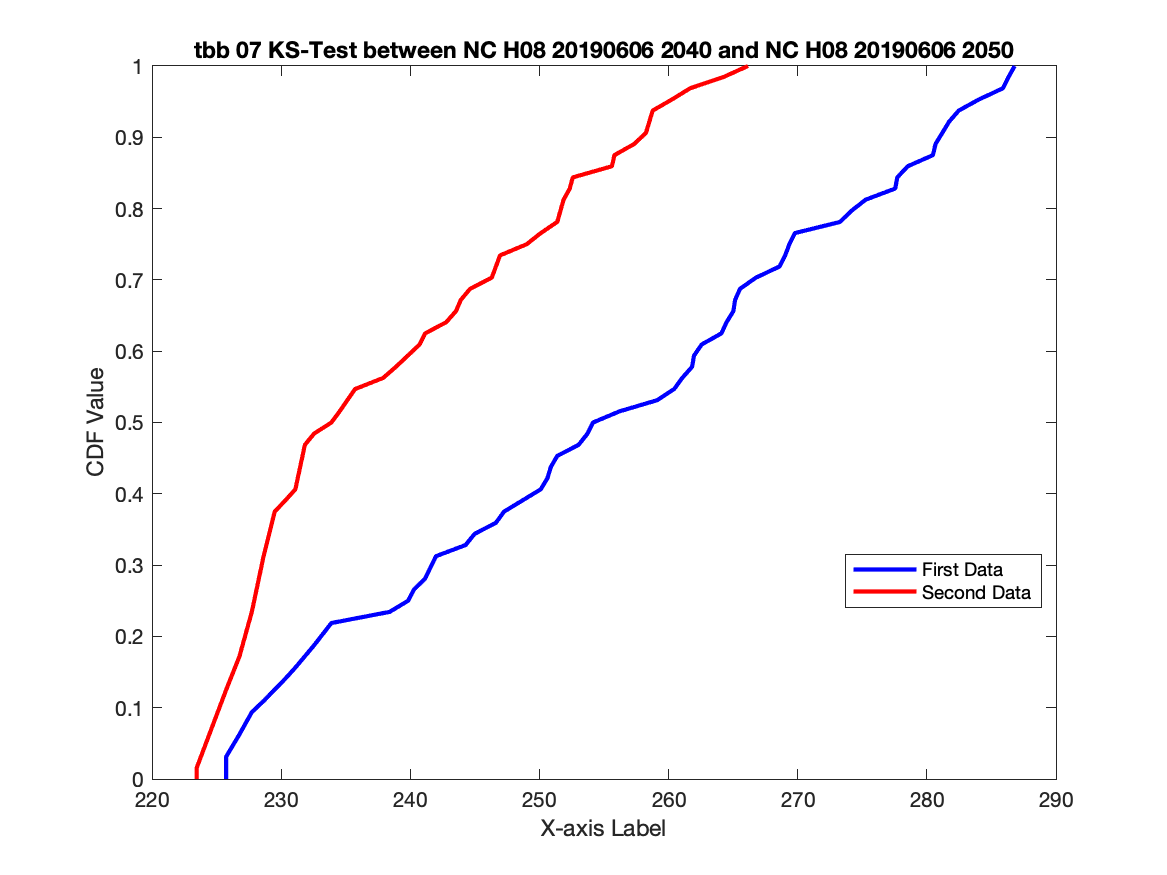 tbb 07 KS-Test between NC H08 20190606 2040 and NC H08 20190606 2050
1
0.9
0.8
0.7
0.6
0.5
0.4
0.3
0.2
0.1
0
CDF Value
First Data
Second Data
220 230 240 250 260 270 280 290
X-axis Label